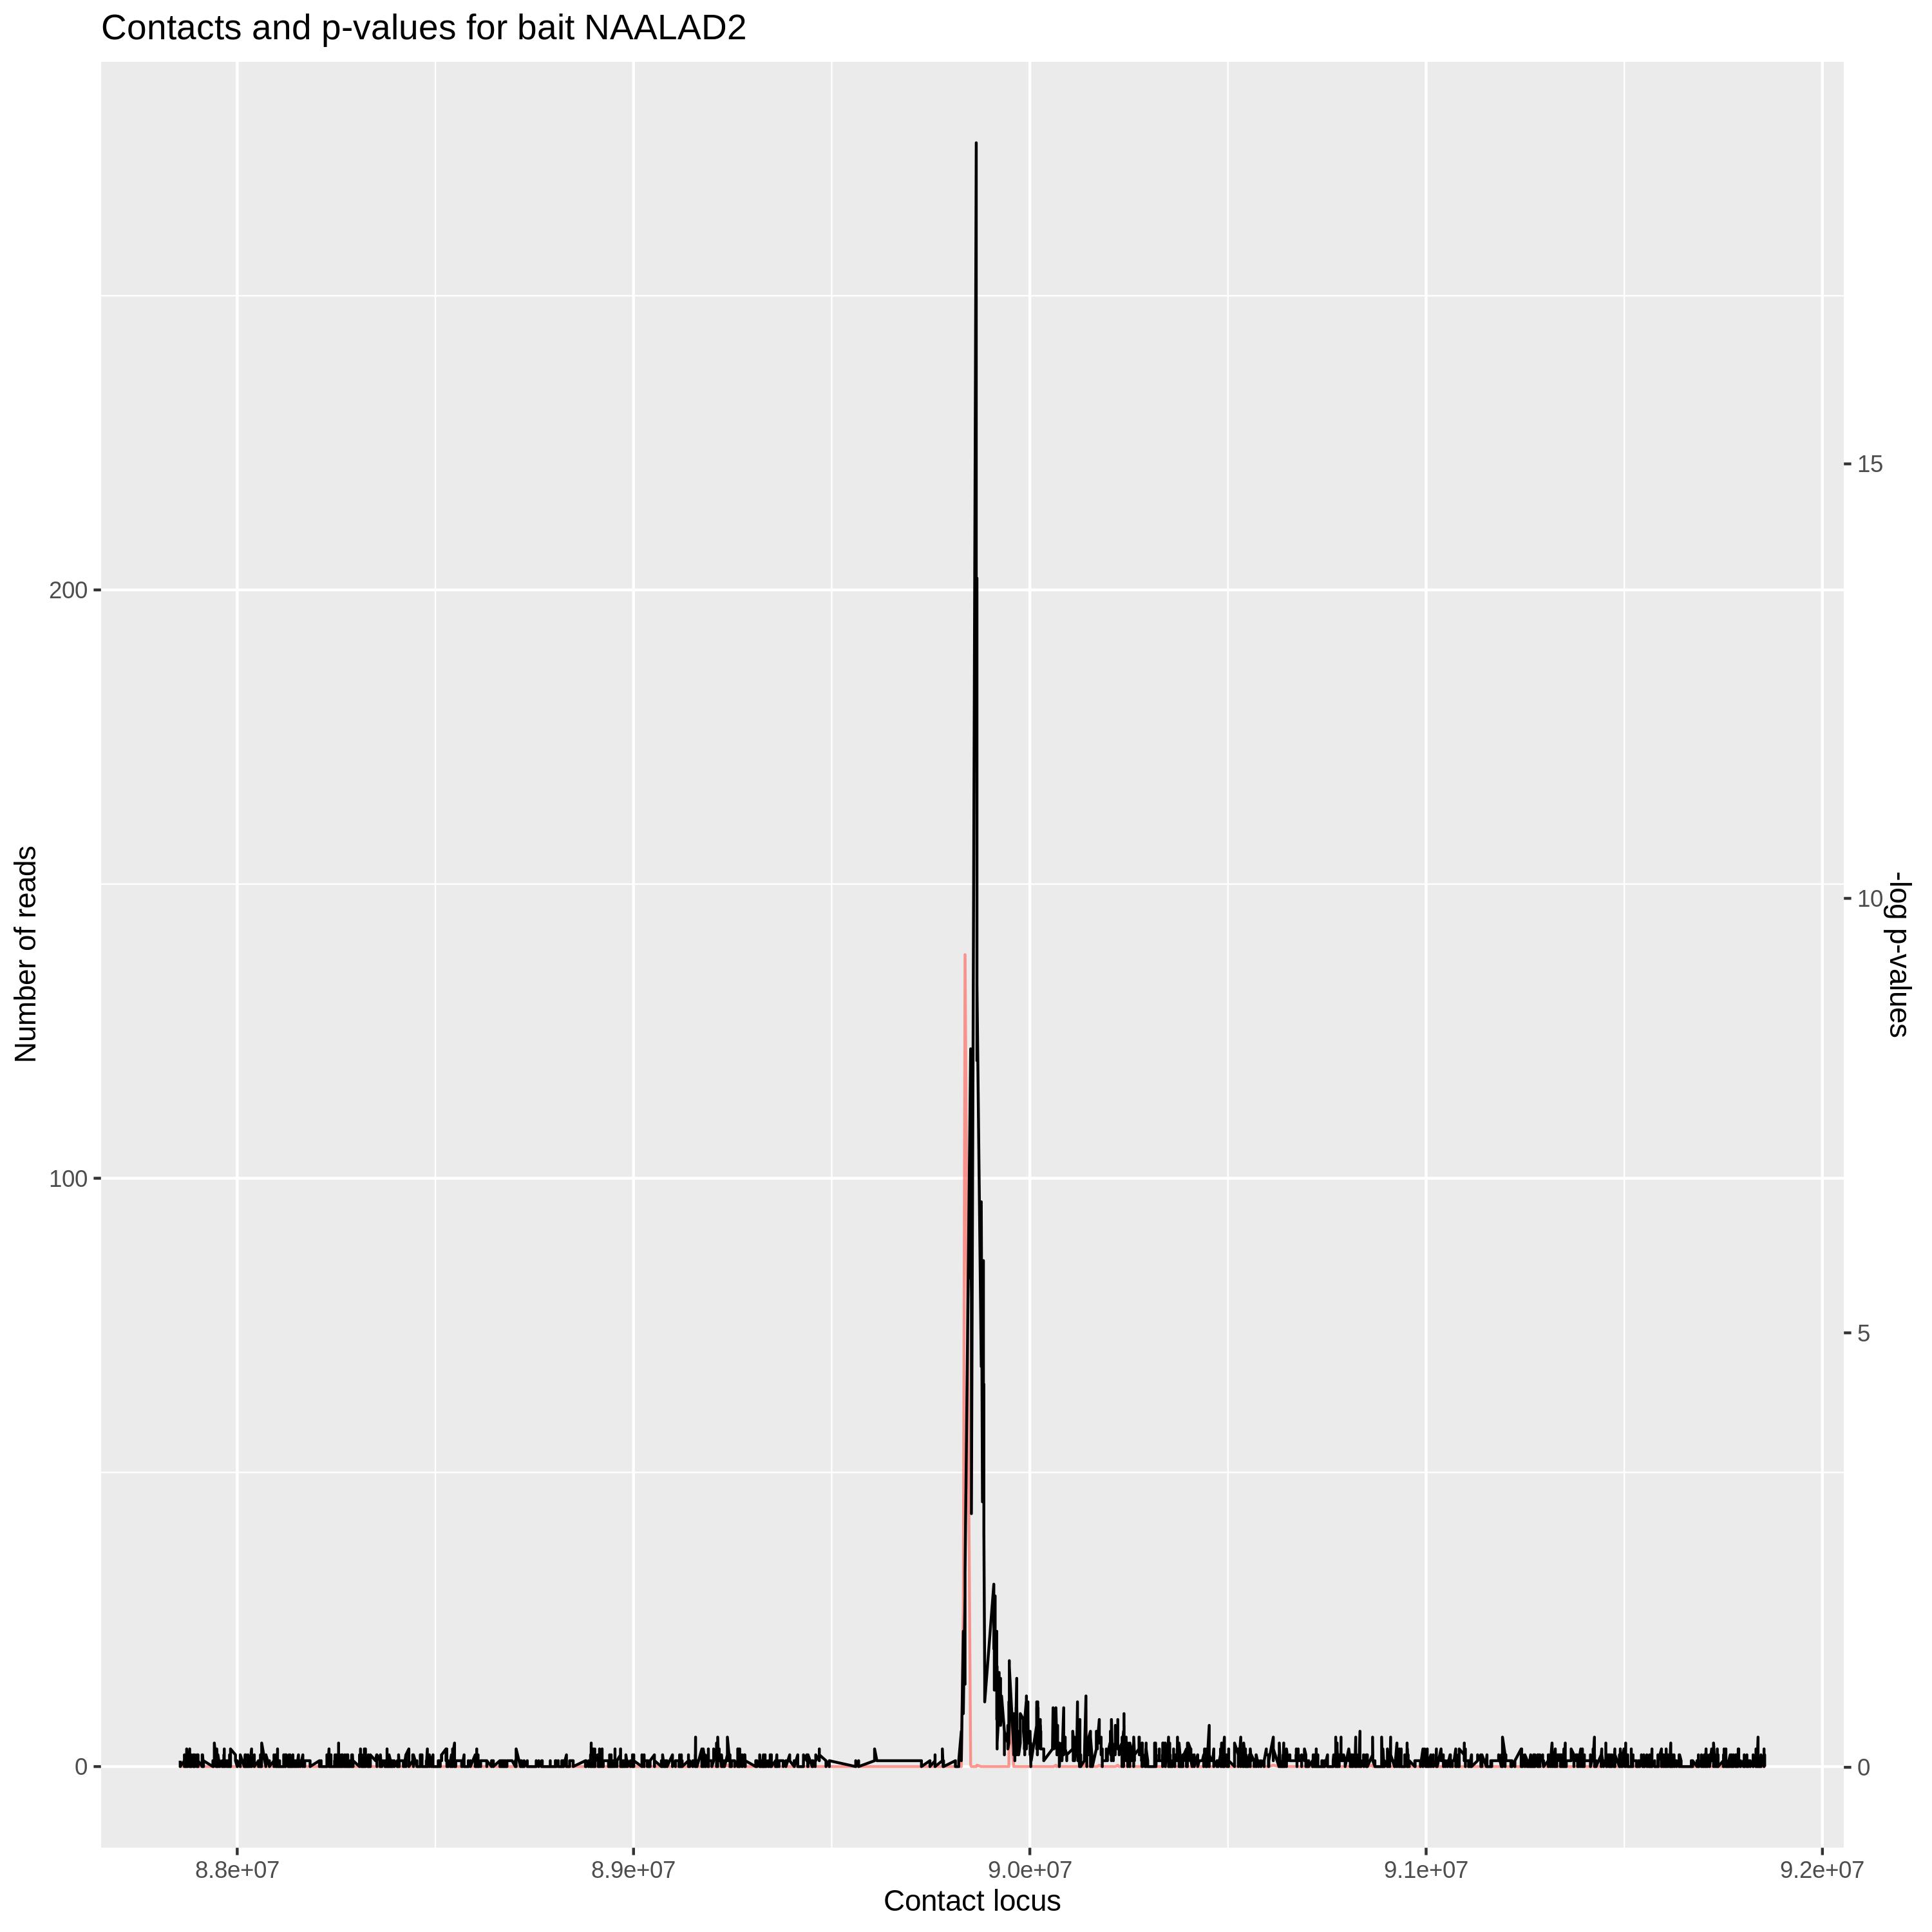 Contacts and p-values for bait NAALAD2
Number of reads
200
100
0
15
10
5
0
-log p-values
8.8e+07
8.9e+07
9.0e+07
9.1e+07
9.2e+07
Contact locus